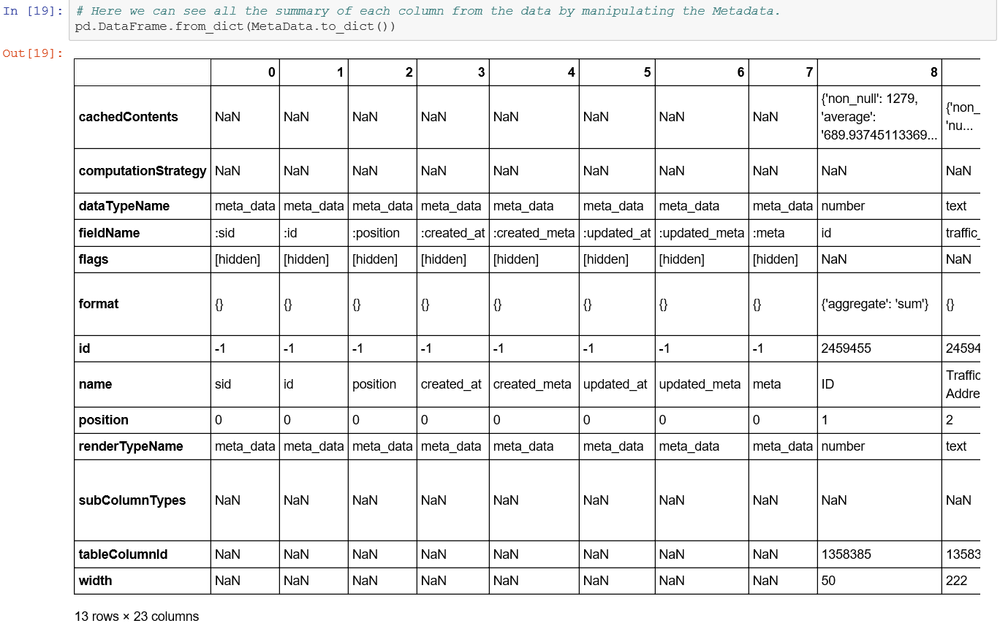 In [19]: # Here we can see all the summary of each column from the data by manipulating the Metadata.
pd.DataFrame.from_dict(MetaData.to_dict())
Out[19]:
0 1 2 3 4 5 6 7 8
cachedContents NaN NaN NaN NaN NaN NaN NaN NaN {'non_null': 1279, 'average': '689.93745113369... {'non_ 'nu...
computationStrategy NaN NaN NaN NaN NaN NaN NaN NaN NaN NaN
dataTypeName meta_data meta_data meta_data meta_data meta_data meta_data meta_data meta_data number text
fieldName :sid :id :position :created_at :created_meta :updated_at :updated_meta :meta id traffic_
flags [hidden] [hidden] [hidden] [hidden] [hidden] [hidden] [hidden] [hidden] NaN NaN
format {} {} {} {} {} {} {} {} {'aggregate': 'sum'} {}
id -1 -1 -1 -1 -1 -1 -1 -1 2459455 24594
name sid id position created_at created_meta updated_at updated_meta meta ID Traffic Addre
position 0 0 0 0 0 0 0 0 1 2
renderTypeName meta_data meta_data meta_data meta_data meta_data meta_data meta_data meta_data number text
subColumnTypes NaN NaN NaN NaN NaN NaN NaN NaN NaN NaN
tableColumnId NaN NaN NaN NaN NaN NaN NaN NaN 1358385 13583
width NaN NaN NaN NaN NaN NaN NaN NaN 50 222
13 rows × 23 columns